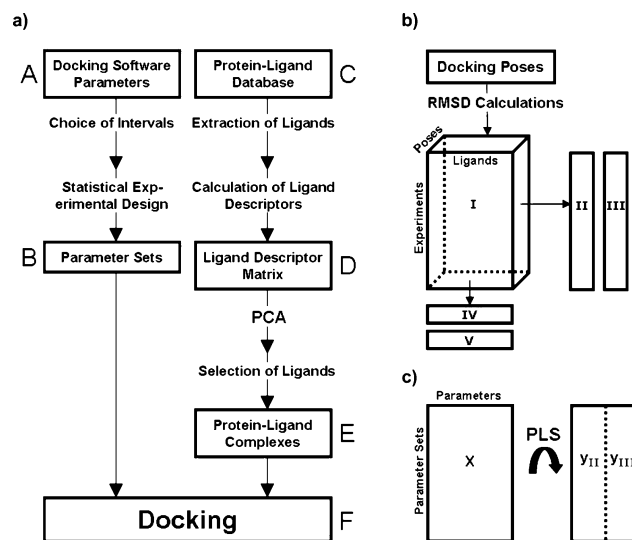 a)
A
Docking Software
Parameters
Protein-Ligand
Database
C
Choice of Intervals
Extraction of Ligands
Statistical Exp-
erimental Design
Calculation of Ligand
Descriptors
B
Parameter Sets
Ligand Descriptor
Matrix
D
PCA
Selection of Ligands
Protein-Ligand
Complexes
E
Docking
F
b)
Docking Poses
RMSD Calculations
Poses
Ligands
Experiments
I
II
III
IV
V
c)
Parameters
Parameter Sets
X
PLS
yII
yIII